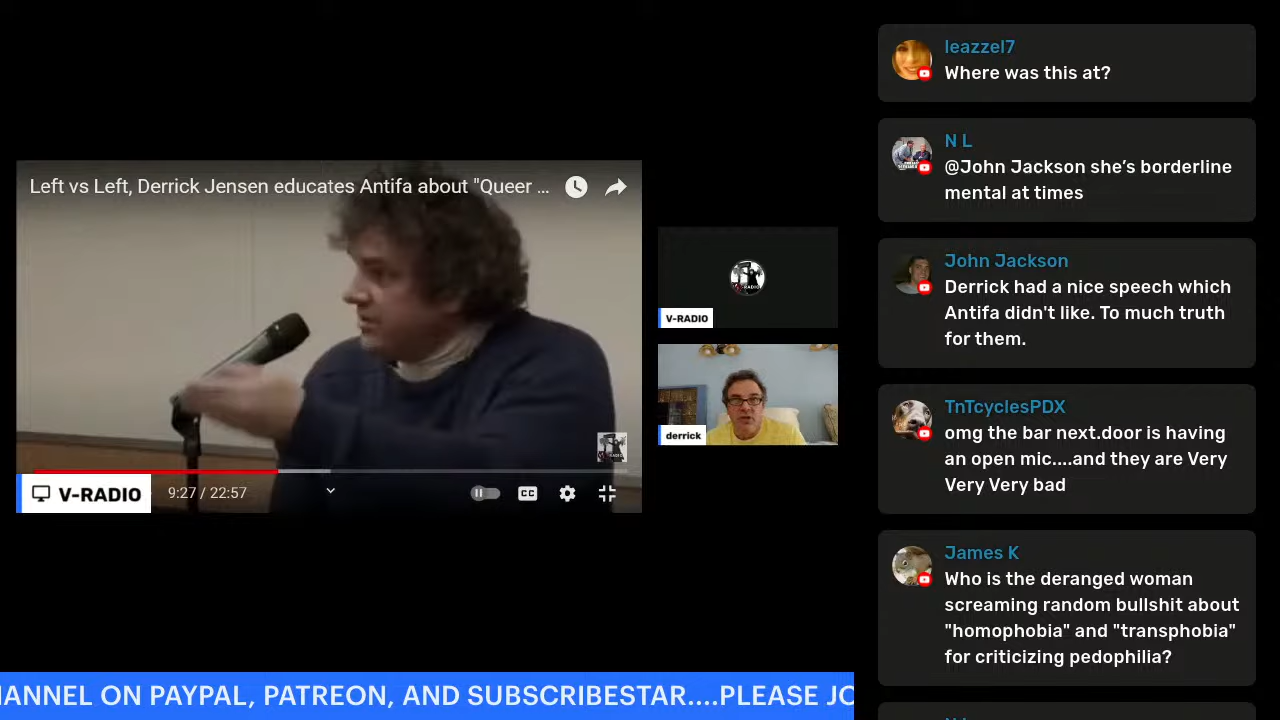 Left vs Left, Derrick Jensen educates Antifa about "Queer ...
V-RADIO
9:27 / 22:57
CC
V-RADIO
derrick
HANNEL ON PAYPAL, PATREON, AND SUBSCRIBESTAR....PLEASE JO
leazzel7
Where was this at?
N L
@John Jackson she’s borderline
mental at times
John Jackson
Derrick had a nice speech which
Antifa didn't like. To much truth
for them.
TnTcyclesPDX
omg the bar next.door is having
an open mic....and they are Very
Very Very bad
James K
Who is the deranged woman
screaming random bullshit about
"homophobia" and "transphobia"
for criticizing pedophilia?